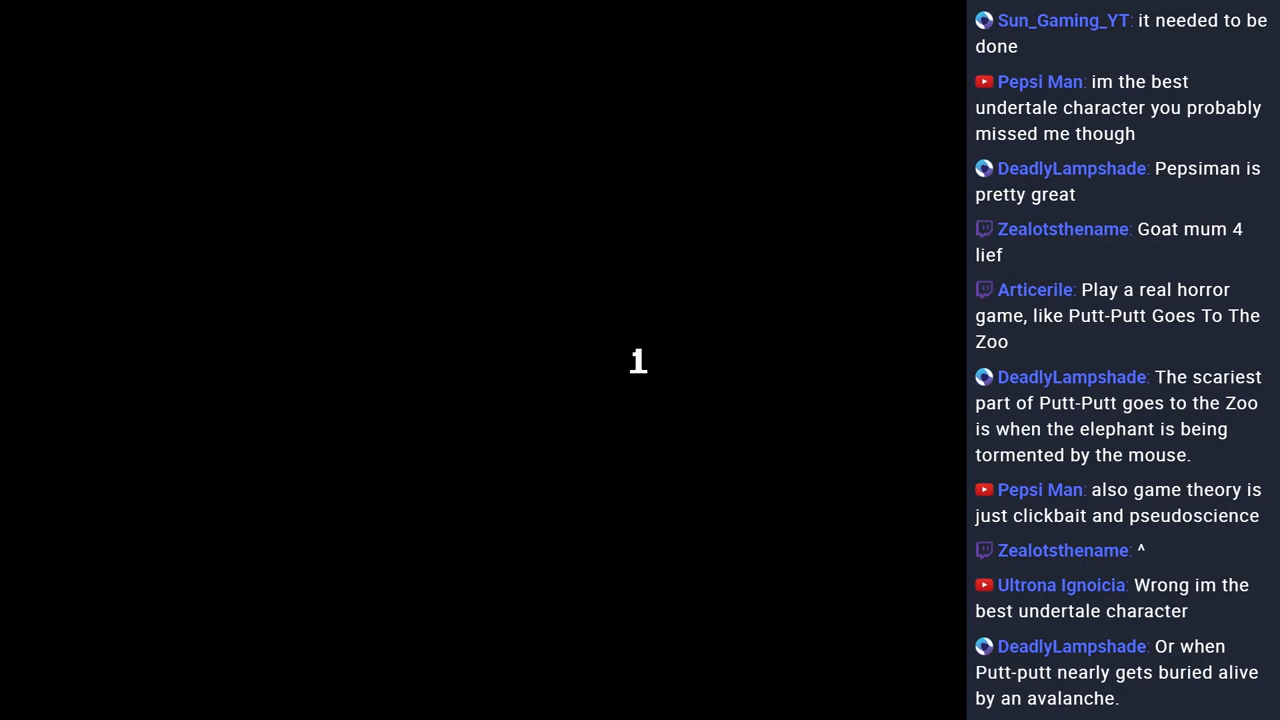 1
Sun_Gaming_YT: it needed to be
done
Pepsi Man: im the best
undertale character you probably
missed me though
DeadlyLampshade: Pepsiman is
pretty great
Zealotsthename: Goat mum 4
lief
Articerile: Play a real horror
game, like Putt-Putt Goes To The
Zoo
DeadlyLampshade: The scariest
part of Putt-Putt goes to the Zoo
is when the elephant is being
tormented by the mouse.
Pepsi Man: also game theory is
just clickbait and pseudoscience
Zealotsthename: ^
Ultrona Ignoicia: Wrong im the
best undertale character
DeadlyLampshade: Or when
Putt-putt nearly gets buried alive
by an avalanche.